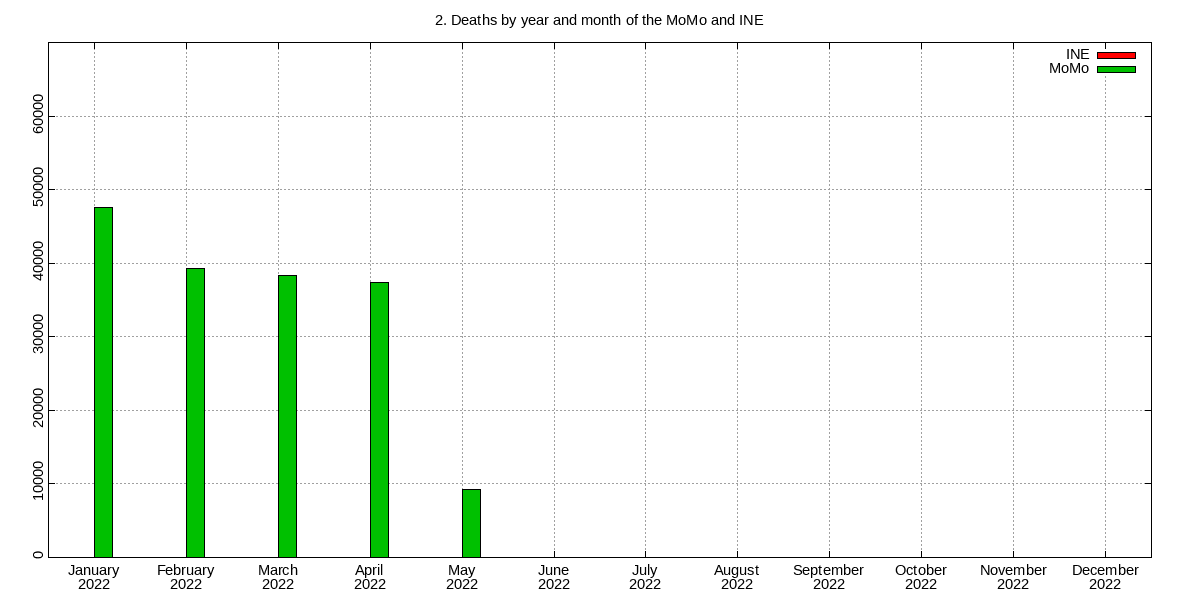 2. Deaths by year and month of the MoMo and INE
INE
MoMo
60000
50000
40000
30000
20000
10000
0
January February March April May June July August September October November December
2022 2022 2022 2022 2022 2022 2022 2022 2022 2022 2022 2022